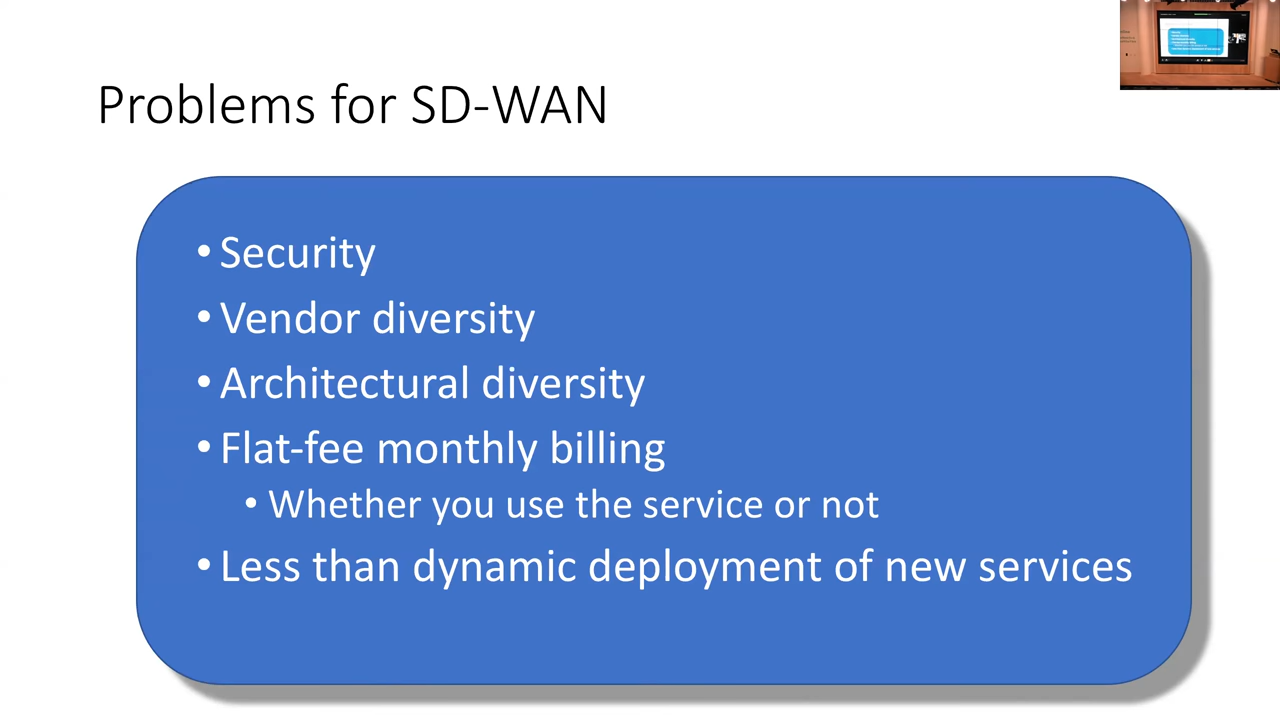 Problems for SD-WAN
• Security
• Vendor diversity
• Architectural diversity
• Flat-fee monthly billing
• Whether you use the service or not
• Less than dynamic deployment of new services